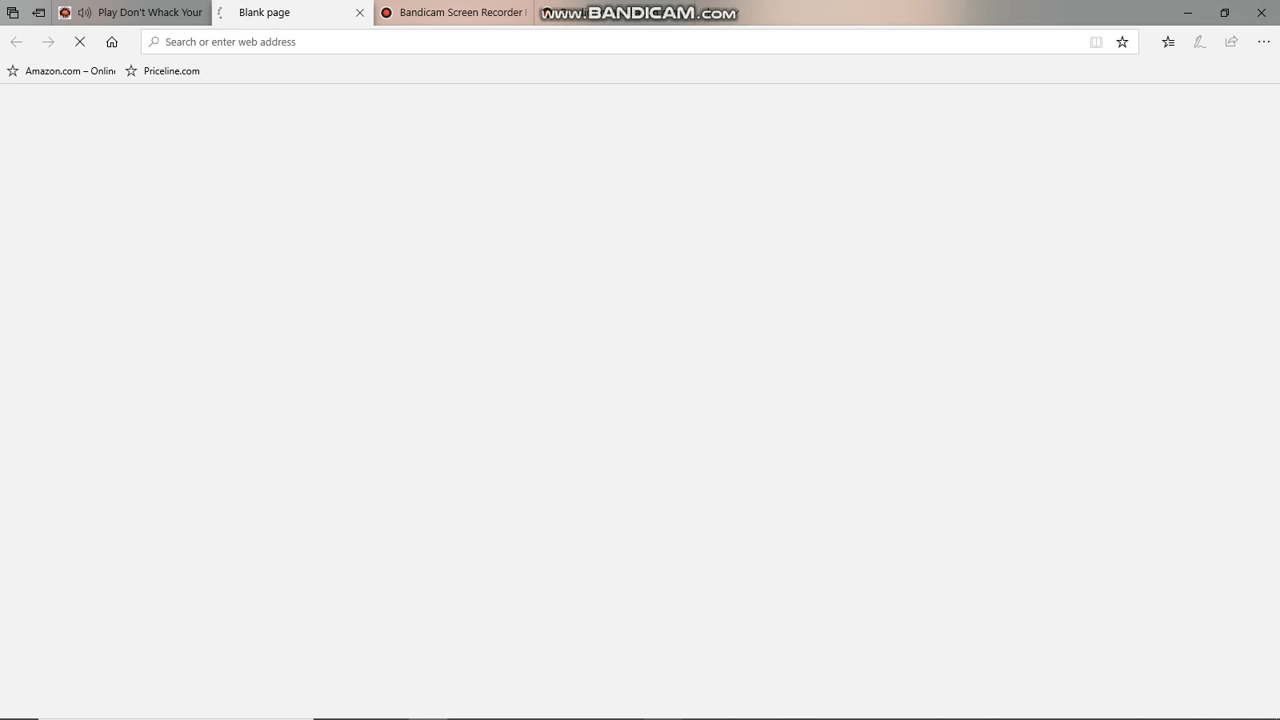 Play Don't Whack Your
Blank page
Bandicam Screen Recorder
www.BANDICAM.com
Search or enter web address
Amazon.com – Onlin
Priceline.com